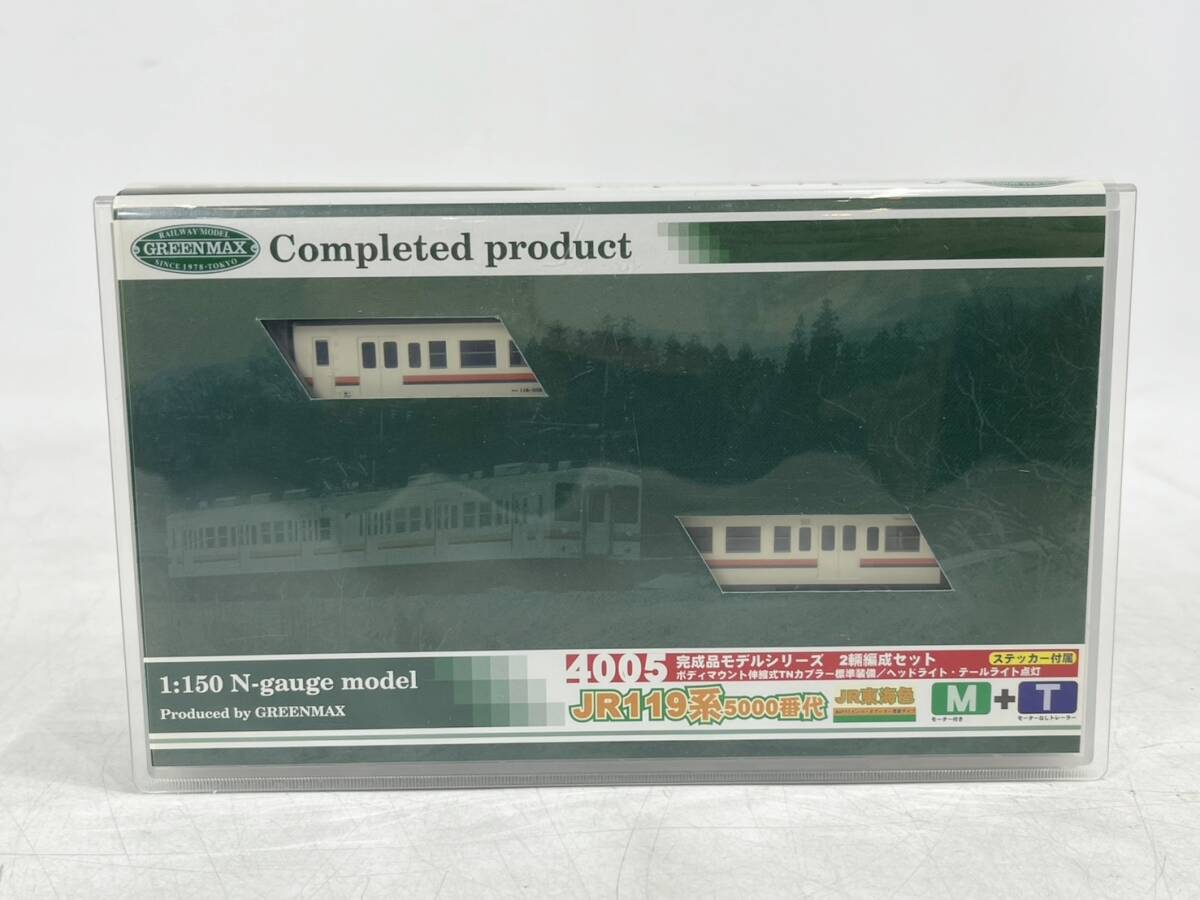 RAILWAY MODEL
GREENMAX
SINCE 1978・TOKYO
Completed product
1:150 N-gauge model
Produced by GREENMAX
4005 完成品モデルシリーズ 2輌編成セット ステッカー付属
ボディマウント伸縮式TNカプラー標準装備/ヘッドライト・テールライト点灯
JR119系5000番代 JR東海色 M+T
モーター付き モーターなしトレーラー